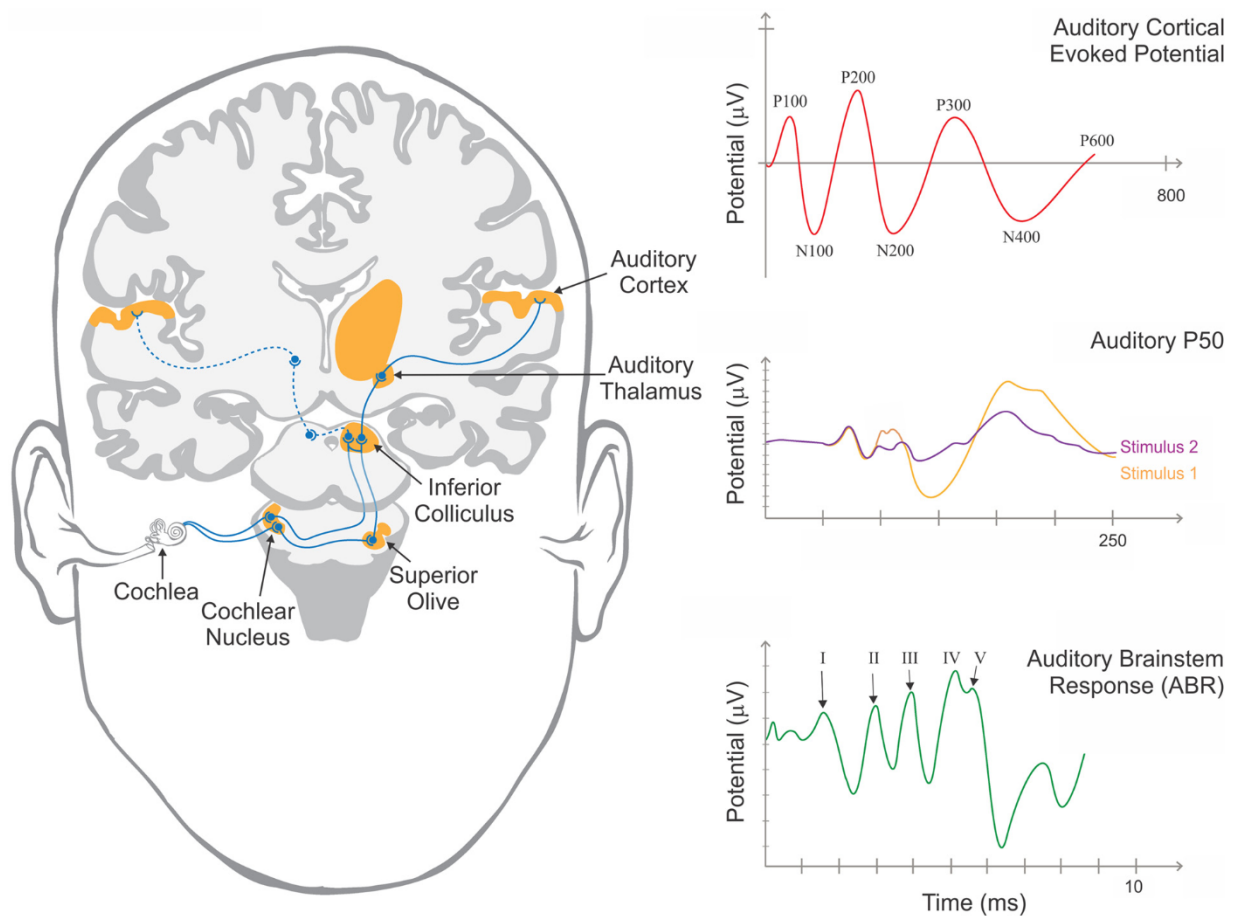 Auditory
Cortex
Auditory
Thalamus
Inferior
Colliculus
Superior
Olive
Cochlear
Nucleus
Cochlea
Auditory Cortical
Evoked Potential
Potential (μV)
P100
P200
P300
P600
N100
N200
N400
800
Auditory P50
Potential (μV)
Stimulus 2
Stimulus 1
250
Auditory Brainstem
Response (ABR)
Potential (μV)
I
II
III
IV
V
10
Time (ms)